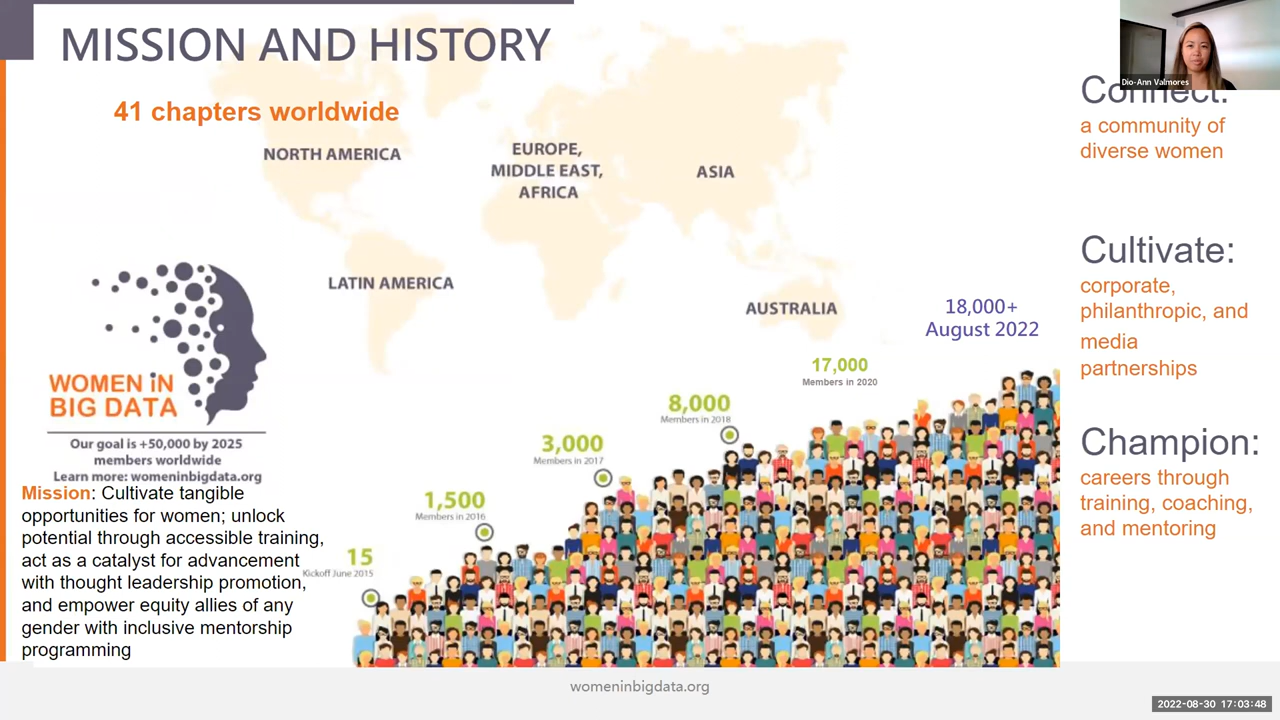 MISSION AND HISTORY
41 chapters worldwide
NORTH AMERICA
EUROPE,
MIDDLE EAST,
AFRICA
ASIA
LATIN AMERICA
AUSTRALIA
WOMEN iN
BIG DATA
Our goal is +50,000 by 2025
members worldwide
Learn more: womeninbigdata.org
Mission: Cultivate tangible
opportunities for women; unlock
potential through accessible training,
act as a catalyst for advancement
with thought leadership promotion,
and empower equity allies of any
gender with inclusive mentorship
programming
15
Kickoff June 2015
1,500
Members in 2016
3,000
Members in 2017
8,000
Members in 2018
17,000
Members in 2020
18,000+
August 2022
Dio-Ann Valmores
Connect:
a community of
diverse women
Cultivate:
corporate,
philanthropic, and
media
partnerships
Champion:
careers through
training, coaching,
and mentoring
womeninbigdata.org
2022-08-30 17:03:48